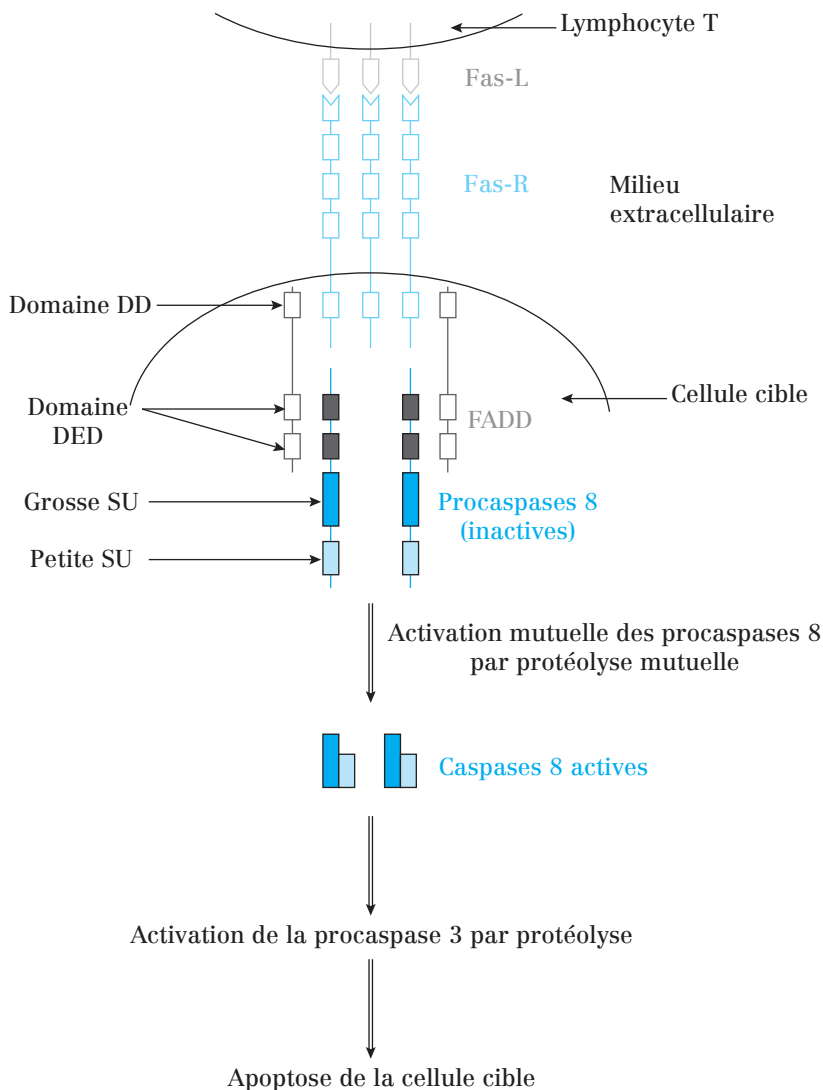 Lymphocyte T
Fas-L
Fas-R
Milieu
extracellulaire
Domaine DD
Cellule cible
Domaine
DED
FADD
Grosse SU
Procaspases 8
(inactives)
Petite SU
Activation mutuelle des procaspases 8
par protéolyse mutuelle
Caspases 8 actives
Activation de la procaspase 3 par protéolyse
Apoptose de la cellule cible